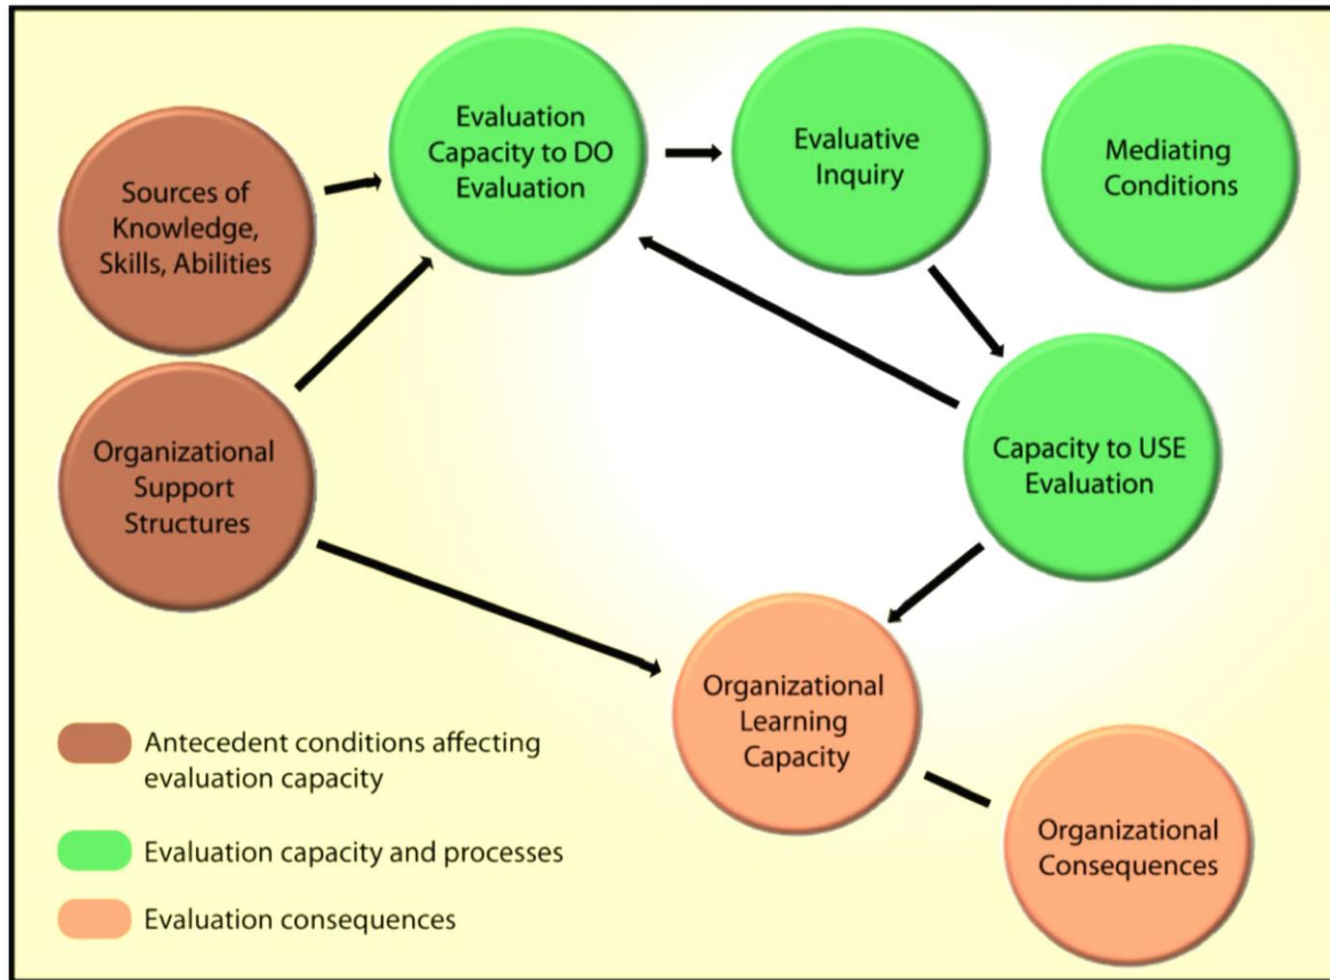 Evaluation
Capacity to DO
Evaluation
Evaluative
Inquiry
Mediating
Conditions
Sources of
Knowledge,
Skills, Abilities
Organizational
Support
Structures
Capacity to USE
Evaluation
Organizational
Learning
Capacity
Organizational
Consequences
Antecedent conditions affecting
evaluation capacity
Evaluation capacity and processes
Evaluation consequences